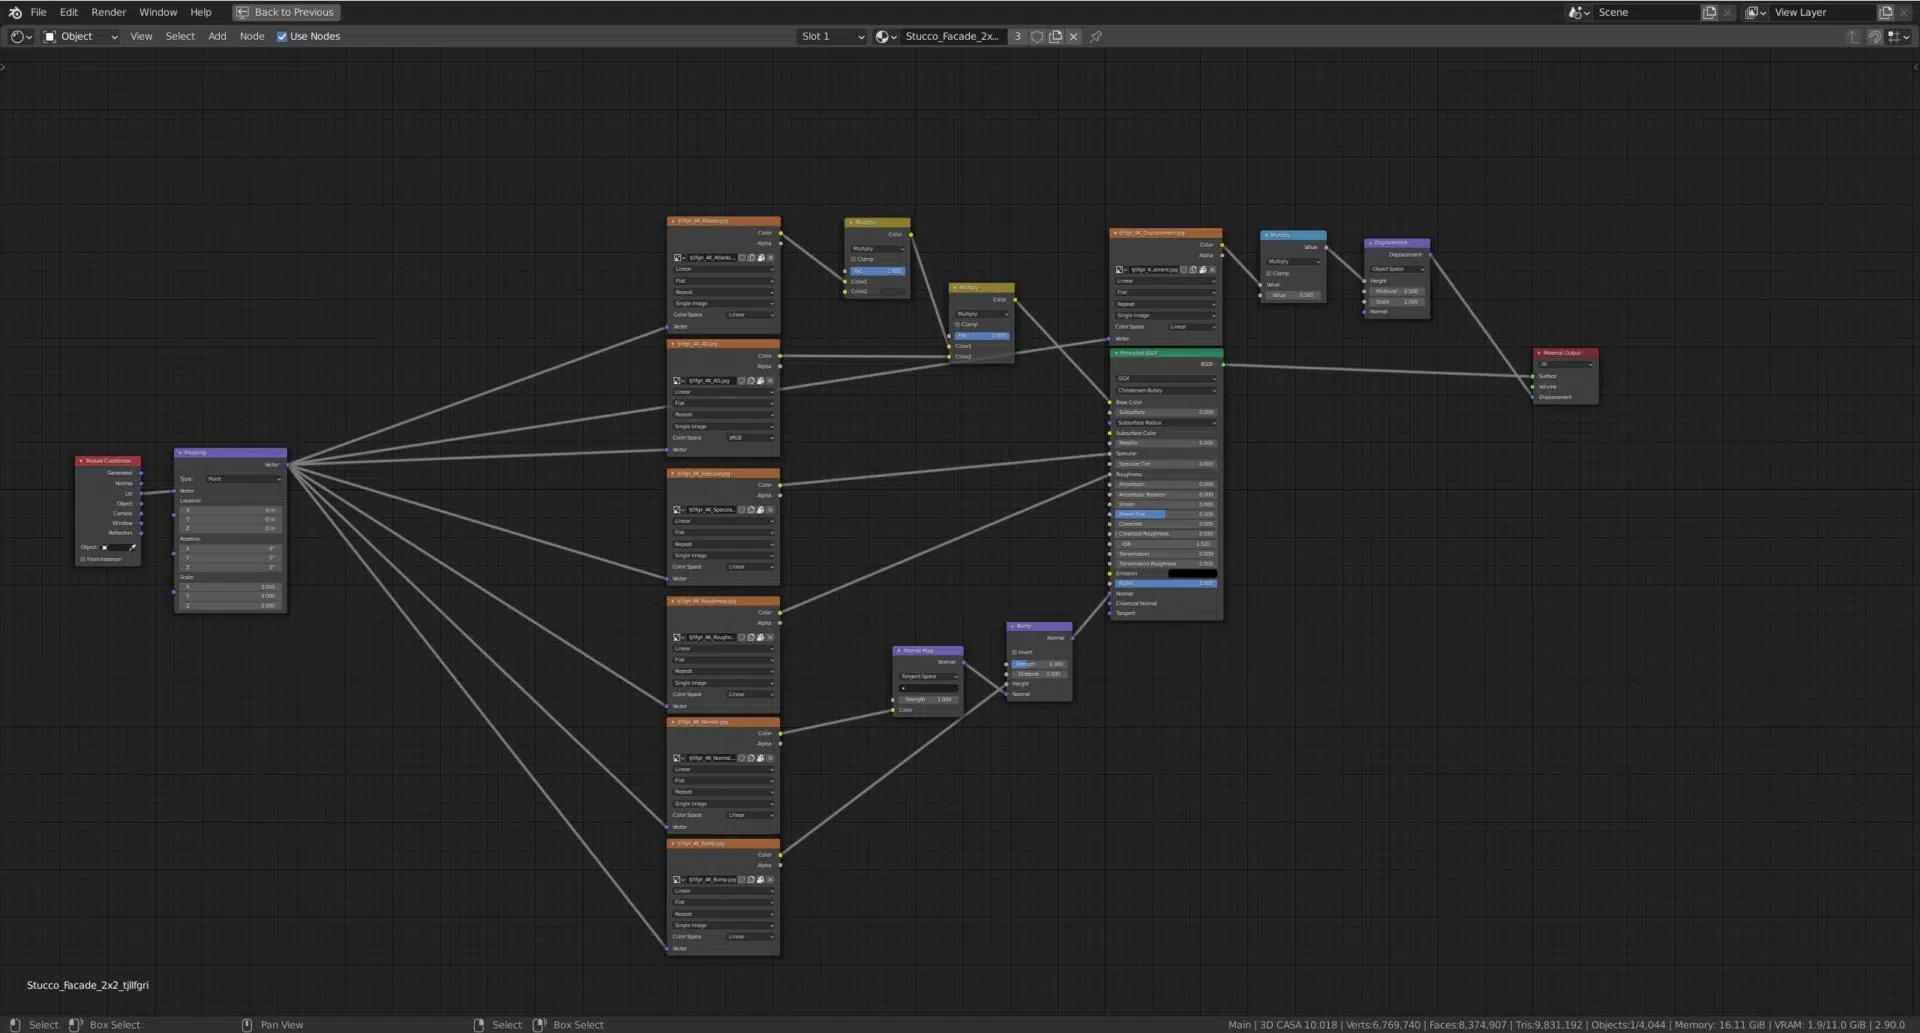 File Edit Render Window Help Back to Previous Scene View Layer
Object View Select Add Node Use Nodes Slot 1 Stucco_Facade_2x... 3
Texture Coordinate
Generated
Normal
UV
Object
Camera
Window
Reflection
Object:
From Instancer
Mapping
Vector
Type: Point
Vector
Location:
X 0 m
Y 0 m
Z 0 m
Rotation:
X 0°
Y 0°
Z 0°
Scale:
X 3.000
Y 3.000
Z 3.000
tjllfgri_4K_Albedo.jpg
Color
Alpha
tjllfgri_4K_Albedo...
Linear
Flat
Repeat
Single Image
Color Space Linear
Vector
tjllfgri_4K_AO.jpg
Color
Alpha
tjllfgri_4K_AO.jpg
Linear
Flat
Repeat
Single Image
Color Space sRGB
Vector
tjllfgri_4K_Specular.jpg
Color
Alpha
tjllfgri_4K_Specula...
Linear
Flat
Repeat
Single Image
Color Space Linear
Vector
tjllfgri_4K_Roughness.jpg
Color
Alpha
tjllfgri_4K_Roughn...
Linear
Flat
Repeat
Single Image
Color Space Linear
Vector
tjllfgri_4K_Normal.jpg
Color
Alpha
tjllfgri_4K_Normal...
Linear
Flat
Repeat
Single Image
Color Space Linear
Vector
tjllfgri_4K_Bump.jpg
Color
Alpha
tjllfgri_4K_Bump.jpg
Linear
Flat
Repeat
Single Image
Color Space Linear
Vector
Multiply
Color
Multiply
Clamp
Fac 1.000
Color1
Color2
Multiply
Color
Multiply
Clamp
Fac 1.000
Color1
Color2
Normal Map
Normal
Tangent Space
Strength 1.000
Color
Bump
Normal
Invert
Strength 0.300
Distance 1.000
Height
Normal
tjllfgri_4K_Displacement.jpg
Color
Alpha
tjllfgri_4...ement.jpg
Linear
Flat
Repeat
Single Image
Color Space Linear
Vector
Principled BSDF
BSDF
GGX
Christensen-Burley
Base Color
Subsurface 0.000
Subsurface Radius
Subsurface Color
Metallic 0.000
Specular
Specular Tint 0.000
Roughness
Anisotropic 0.000
Anisotropic Rotation 0.000
Sheen 0.000
Sheen Tint 0.500
Clearcoat 0.000
Clearcoat Roughness 0.030
IOR 1.520
Transmission 0.000
Transmission Roughness 0.000
Emission
Alpha 1.000
Normal
Clearcoat Normal
Tangent
Multiply
Value
Multiply
Clamp
Value
Value 0.500
Displacement
Displacement
Object Space
Height
Midlevel 0.500
Scale 1.000
Normal
Material Output
All
Surface
Volume
Displacement
Stucco_Facade_2x2_tjllfgri
Select Box Select Pan View Select Box Select Main | 3D CASA 10.018 | Verts:6,769,740 | Faces:8,374,907 | Tris:9,831,192 | Objects:1/4,044 | Memory: 16.11 GiB | VRAM: 1.9/11.0 GiB | 2.90.0